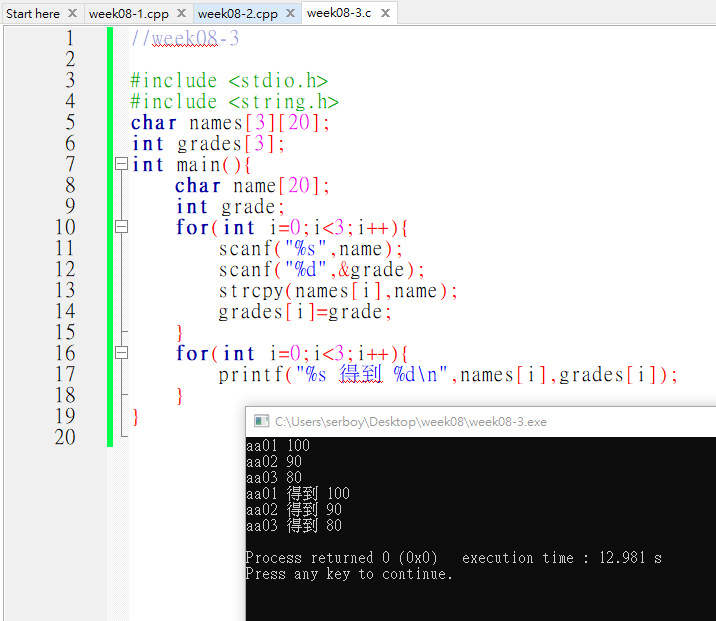 Start here week08-1.cpp week08-2.cpp week08-3.c
1 //week08-3
2
3 #include <stdio.h>
4 #include <string.h>
5 char names[3][20];
6 int grades[3];
7 int main(){
8 char name[20];
9 int grade;
10 for(int i=0;i<3;i++){
11 scanf("%s",name);
12 scanf("%d",&grade);
13 strcpy(names[i],name);
14 grades[i]=grade;
15 }
16 for(int i=0;i<3;i++){
17 printf("%s 得到 %d\n",names[i],grades[i]);
18 }
19 }
20
C:\Users\serboy\Desktop\week08\week08-3.exe
aa01 100
aa02 90
aa03 80
aa01 得到 100
aa02 得到 90
aa03 得到 80
Process returned 0 (0x0) execution time : 12.981 s
Press any key to continue.